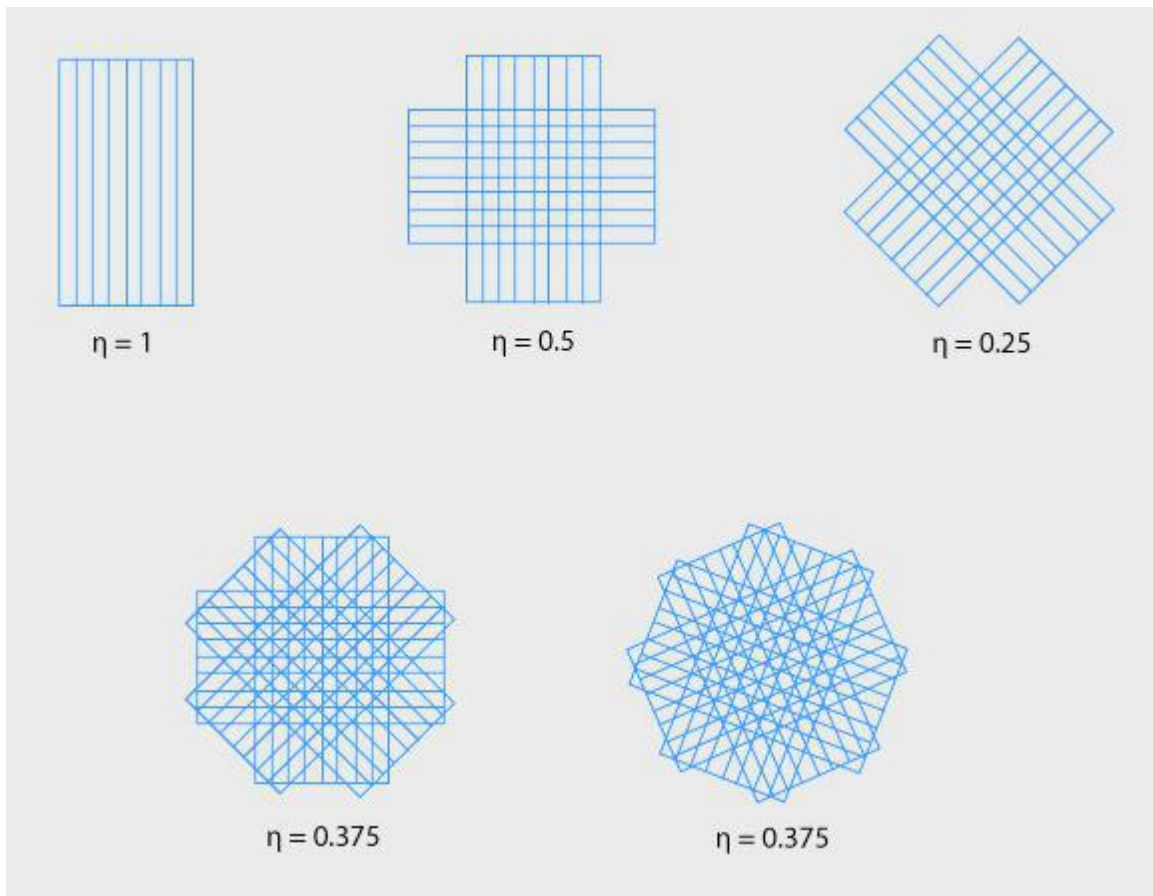 η = 1
η = 0.5
η = 0.25
η = 0.375
η = 0.375